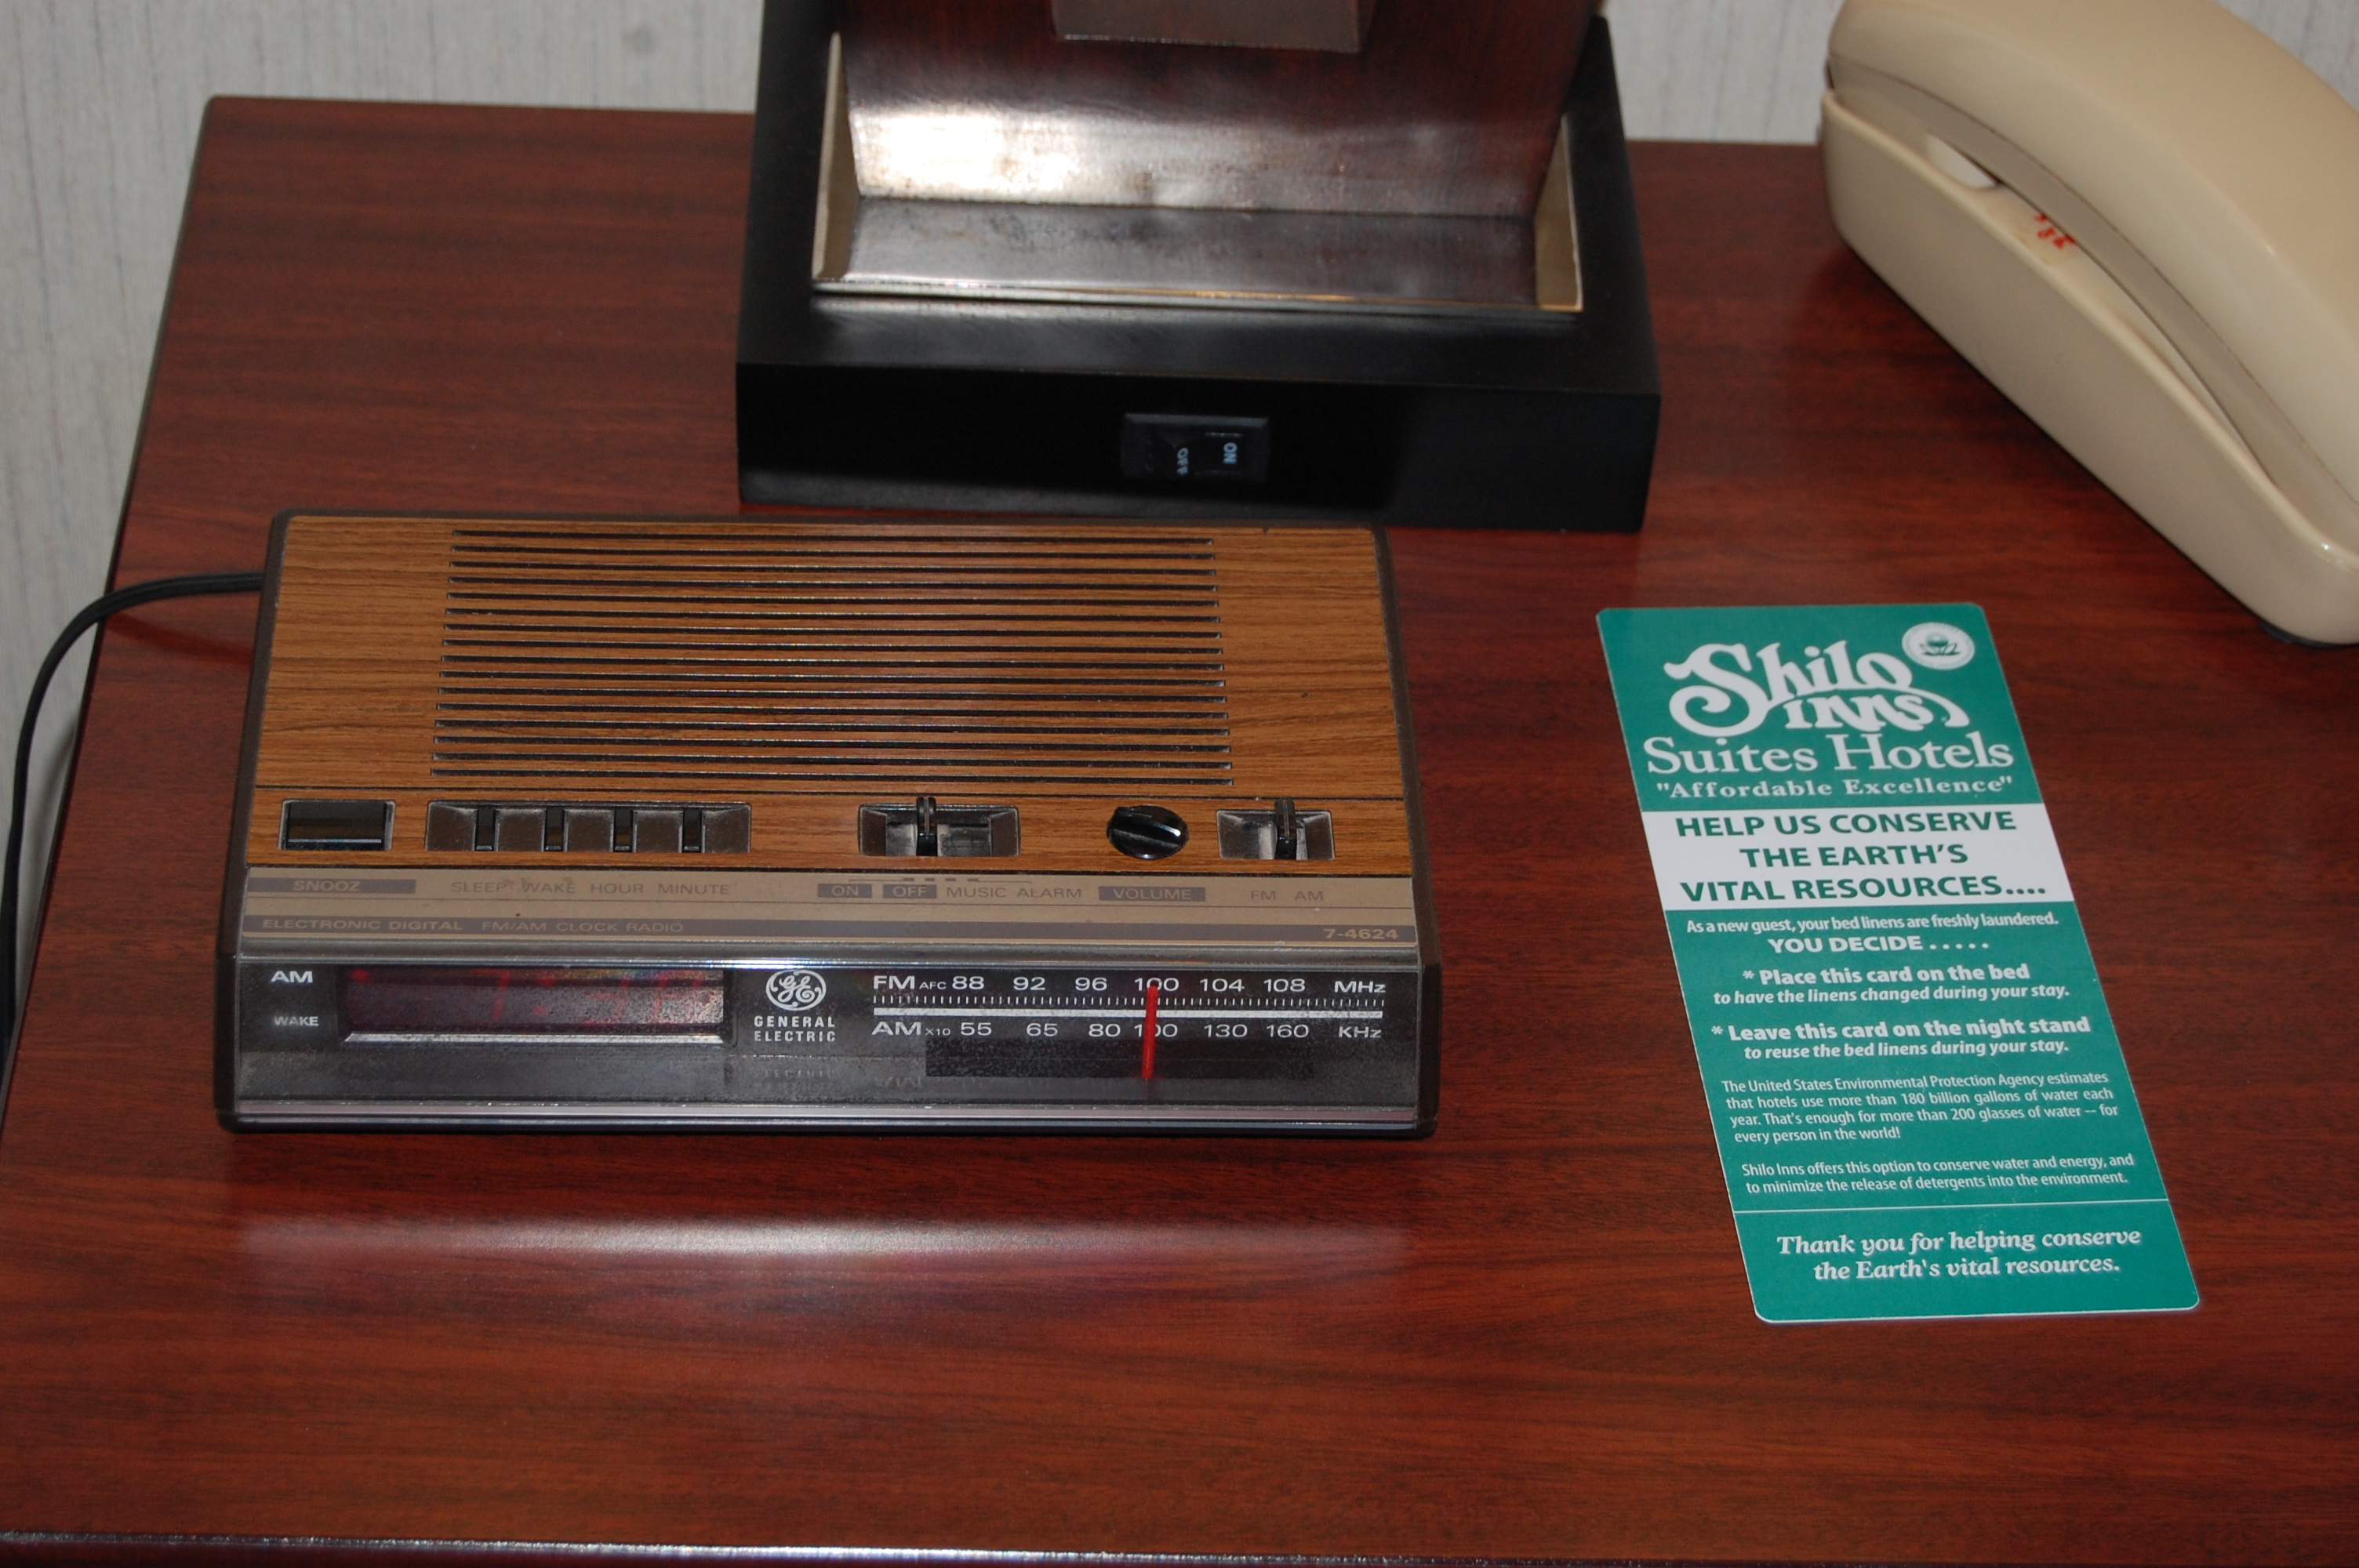 OFF ON
SNOOZ SLEEP WAKE HOUR MINUTE ON OFF MUSIC ALARM VOLUME FM AM
ELECTRONIC DIGITAL FM/AM CLOCK RADIO 7-4624
AM
WAKE
GE
GENERAL
ELECTRIC
FM AFC 88 92 96 100 104 108 MHz
AM X10 55 65 80 100 130 160 KHz
Shilo
Inns
Suites Hotels
"Affordable Excellence"
HELP US CONSERVE
THE EARTH'S
VITAL RESOURCES....
As a new guest, your bed linens are freshly laundered.
YOU DECIDE . . . . .
* Place this card on the bed
to have the linens changed during your stay.
* Leave this card on the night stand
to reuse the bed linens during your stay.
The United States Environmental Protection Agency estimates
that hotels use more than 180 billion gallons of water each
year. That's enough for more than 200 glasses of water -- for
every person in the world!
Shilo Inns offers this option to conserve water and energy, and
to minimize the release of detergents into the environment.
Thank you for helping conserve
the Earth's vital resources.